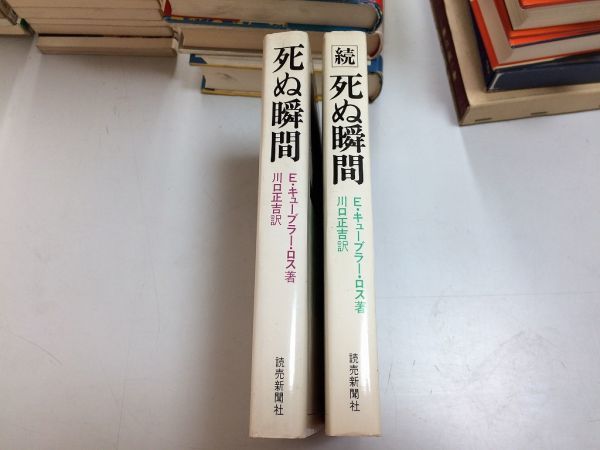 死ぬ瞬間
E・キューブラー・ロス著
川口正吉訳
読売新聞社
続
死ぬ瞬間
E・キューブラー・ロス著
川口正吉訳
読売新聞社